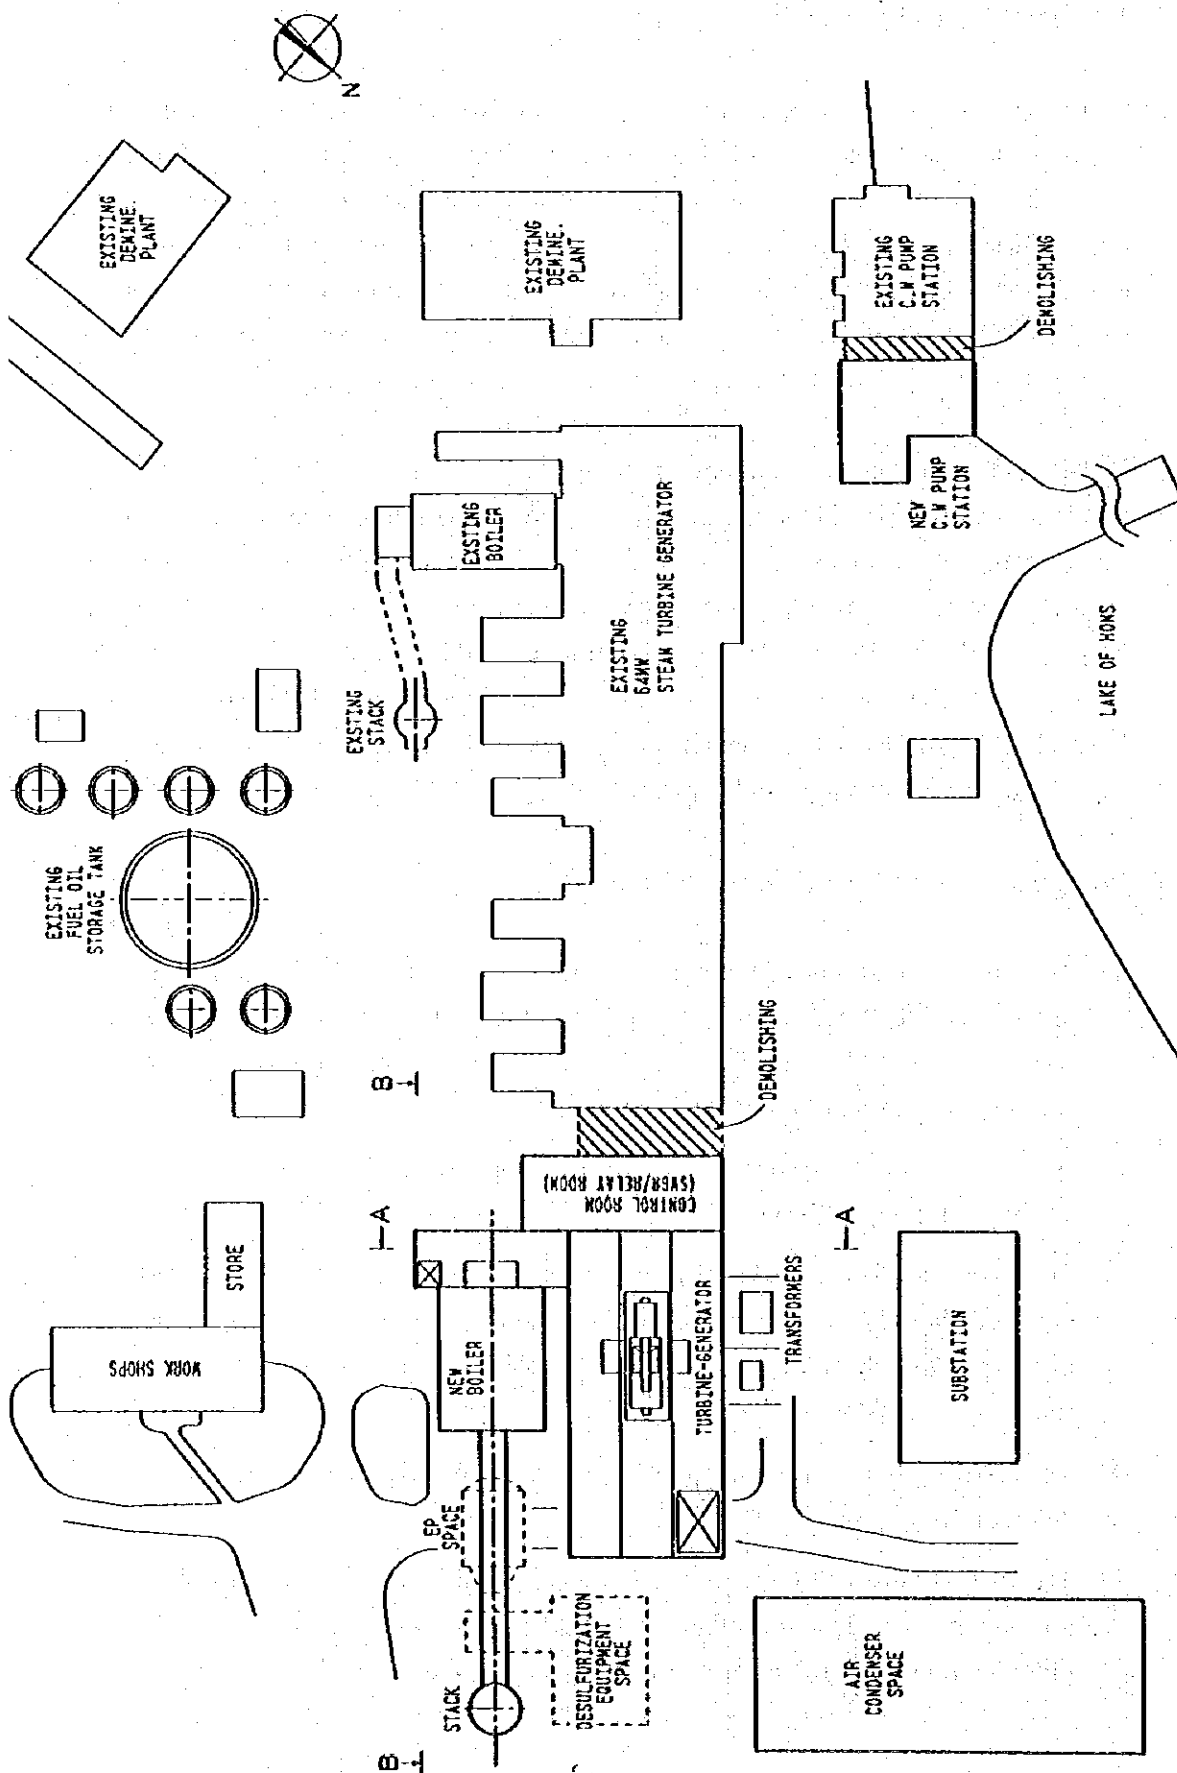 N
EXISTING
DEMINE.
PLANT
EXISTING
DEMINE.
PLANT
EXISTING
C.W PUMP
STATION
DEMOLISHING
NEW
C.W PUMP
STATION
LAKE OF HOMS
EXSTING
BOILER
EXSTING
STACK
EXISTING
64MW
STEAM TURBINE GENERATOR
EXISTING
FUEL OIL
STORAGE TANK
DEMOLISHING
B
CONTROL ROOM
(SWGR/RELAY ROOM)
A
A
STORE
WORK SHOPS
NEW
BOILER
TURBINE-GENERATOR
TRANSFORMERS
SUBSTATION
EP
SPACE
STACK
DESULFURIZATION
EQUIPMENT
SPACE
AIR
CONDENSER
SPACE
B